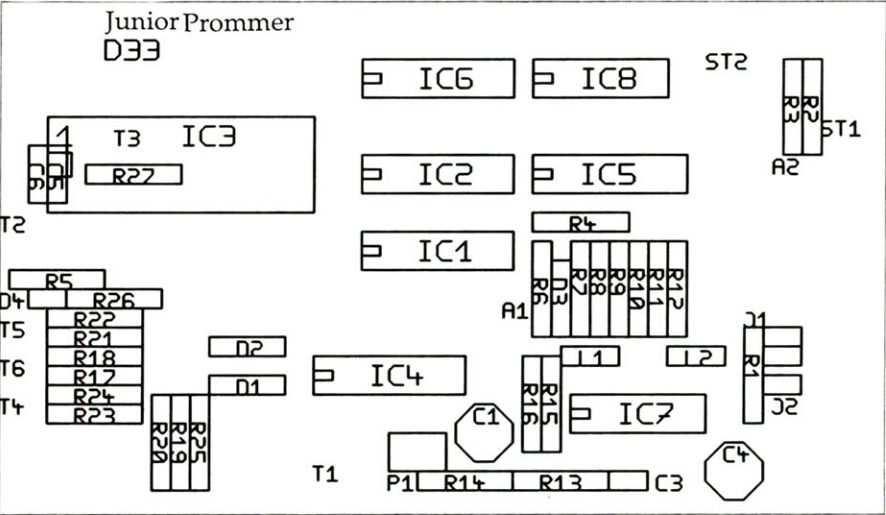 Junior Prommer
D33
IC6
IC8
ST2
R3
R2
ST1
A2
1
T3
IC3
C6
C5
R27
IC2
IC5
T2
R4
IC1
R5
D4
R26
R6
D3
R7
R8
R9
R10
R11
R12
A1
T5
R22
R21
T6
R18
R17
T4
R24
R23
D2
D1
IC4
L1
L2
J1
R1
J2
R20
R19
R25
C1
R16
R15
IC7
T1
P1
R14
R13
C3
C4